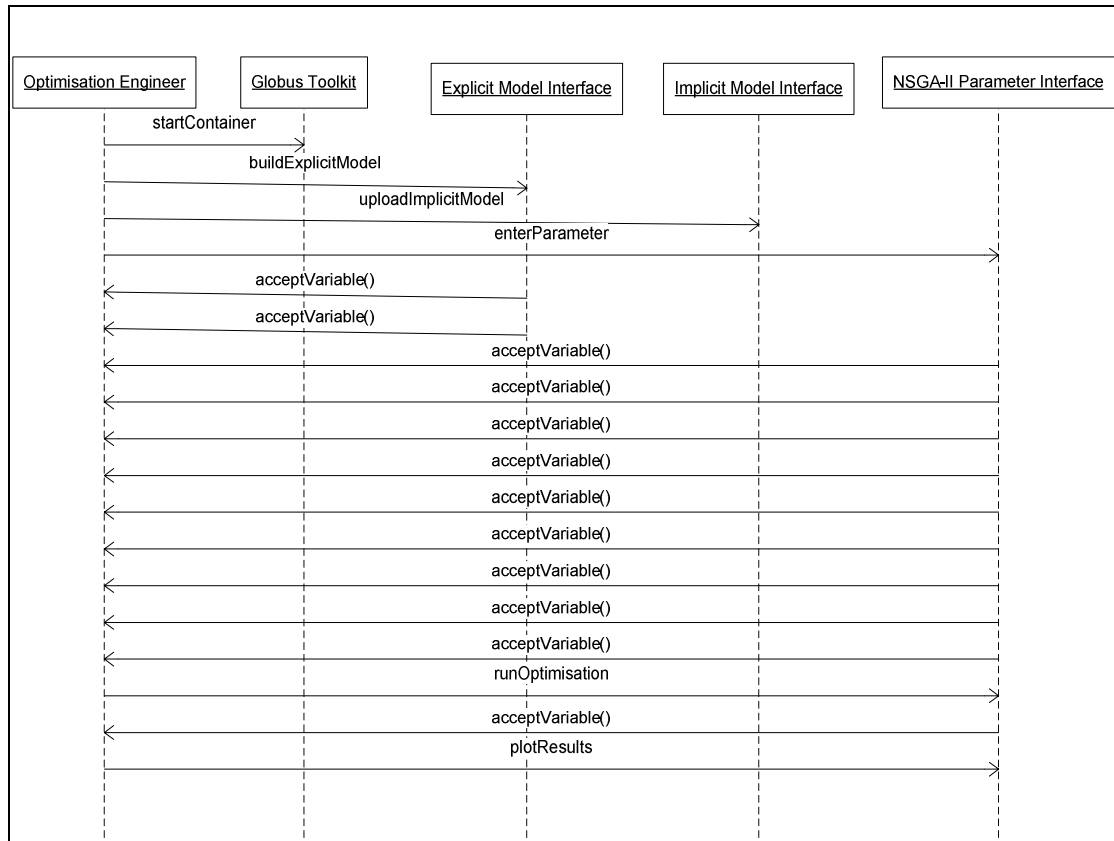 Optimisation Engineer
Globus Toolkit
Explicit Model Interface
Implicit Model Interface
NSGA-II Parameter Interface
startContainer
buildExplicitModel
uploadImplicitModel
enterParameter
acceptVariable()
acceptVariable()
acceptVariable()
acceptVariable()
acceptVariable()
acceptVariable()
acceptVariable()
acceptVariable()
acceptVariable()
acceptVariable()
acceptVariable()
runOptimisation
acceptVariable()
plotResults